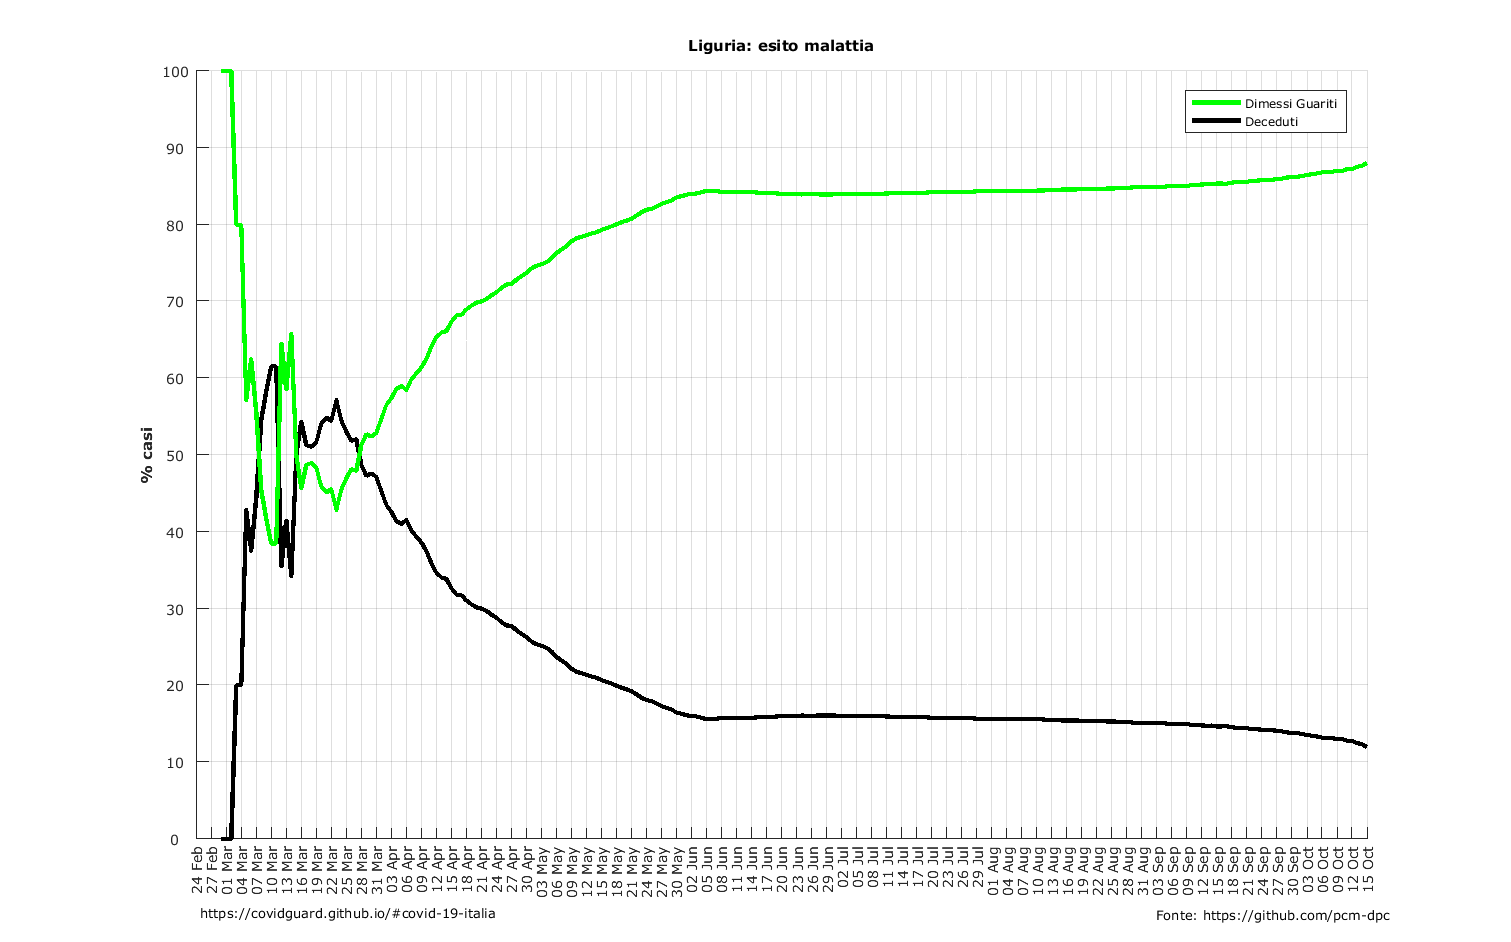 Liguria: esito malattia
100
90
80
70
60
50
40
30
20
10
0
% casi
Dimessi Guariti
Deceduti
24 Feb
27 Feb
01 Mar
04 Mar
07 Mar
10 Mar
13 Mar
16 Mar
19 Mar
22 Mar
25 Mar
28 Mar
31 Mar
03 Apr
06 Apr
09 Apr
12 Apr
15 Apr
18 Apr
21 Apr
24 Apr
27 Apr
30 Apr
03 May
06 May
09 May
12 May
15 May
18 May
21 May
24 May
27 May
30 May
02 Jun
05 Jun
08 Jun
11 Jun
14 Jun
17 Jun
20 Jun
23 Jun
26 Jun
29 Jun
02 Jul
05 Jul
08 Jul
11 Jul
14 Jul
17 Jul
20 Jul
23 Jul
26 Jul
29 Jul
01 Aug
04 Aug
07 Aug
10 Aug
13 Aug
16 Aug
19 Aug
22 Aug
25 Aug
28 Aug
31 Aug
03 Sep
06 Sep
09 Sep
12 Sep
15 Sep
18 Sep
21 Sep
24 Sep
27 Sep
30 Sep
03 Oct
06 Oct
09 Oct
12 Oct
15 Oct
https://covidguard.github.io/#covid-19-italia
Fonte: https://github.com/pcm-dpc